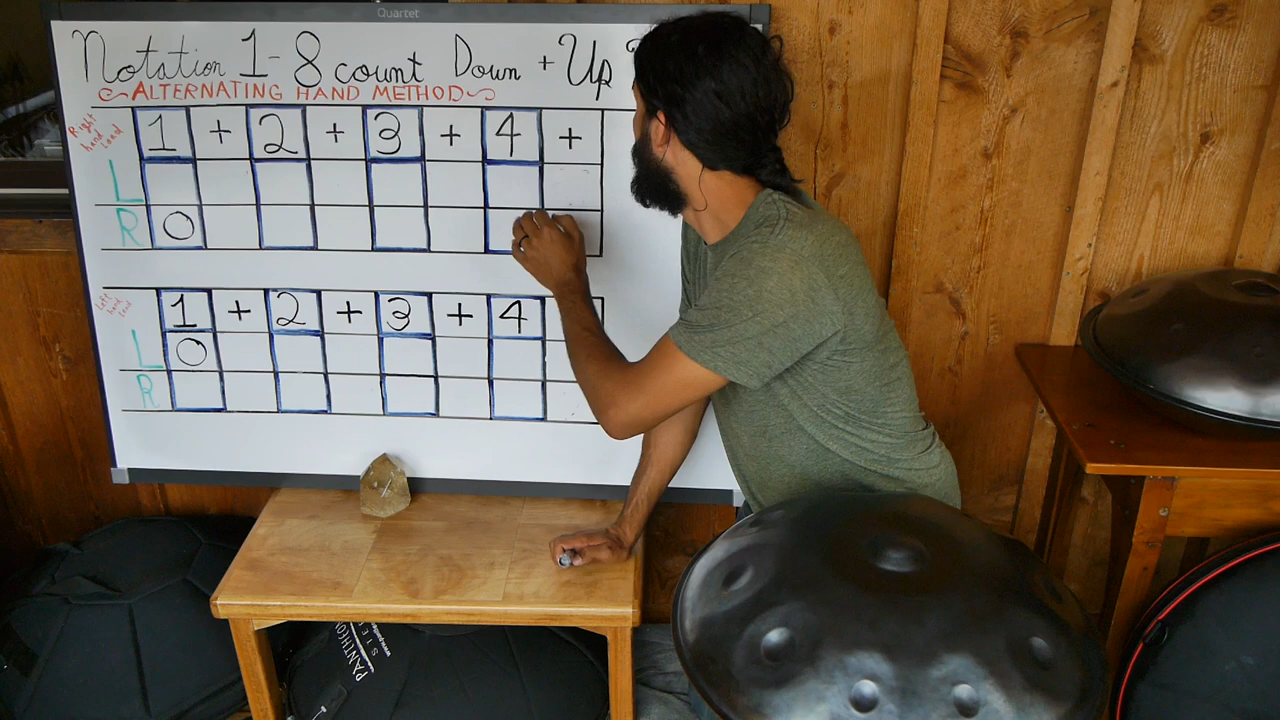 Quartet
Notation 1-8 count Down + Up
ALTERNATING HAND METHOD
Right hand lead
1 + 2 + 3 + 4 +
L
R O
Left hand lead
1 + 2 + 3 + 4
L O
R
PANTH